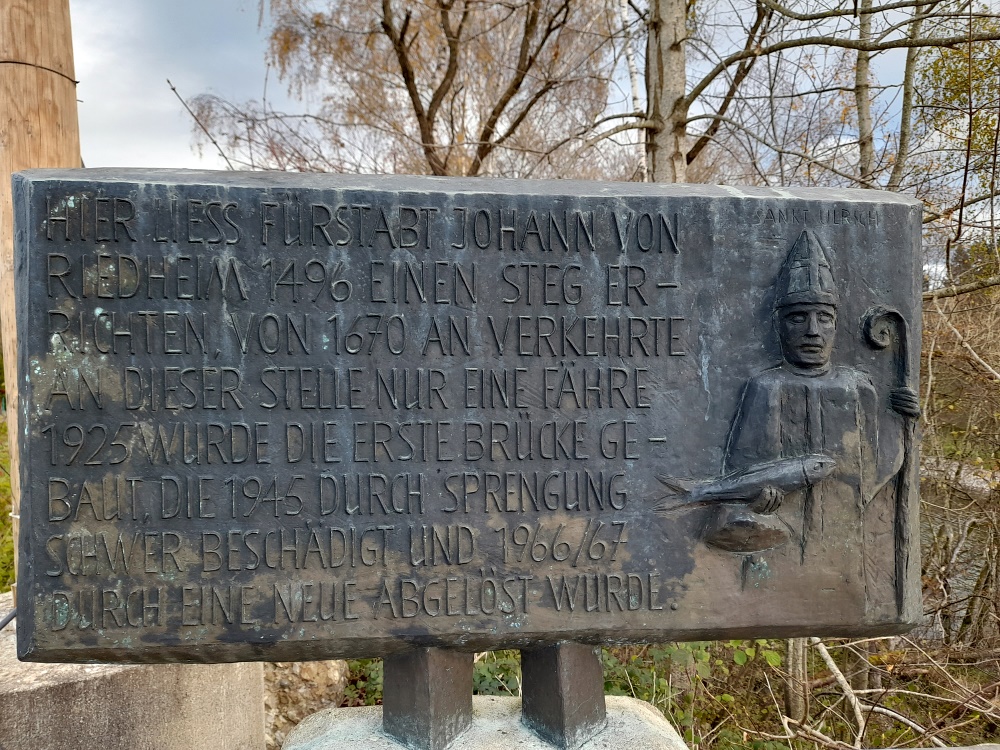 HIER LIESS FÜRSTABT JOHANN VON
RIEDHEIM 1496 EINEN STEG ER-
RICHTEN, VON 1670 AN VERKEHRTE
AN DIESER STELLE NUR EINE FÄHRE
1925 WURDE DIE ERSTE BRÜCKE GE-
BAUT, DIE 1945 DURCH SPRENGUNG
SCHWER BESCHÄDIGT UND 1966/67
DURCH EINE NEUE ABGELÖST WURDE.
SANKT ULRICH